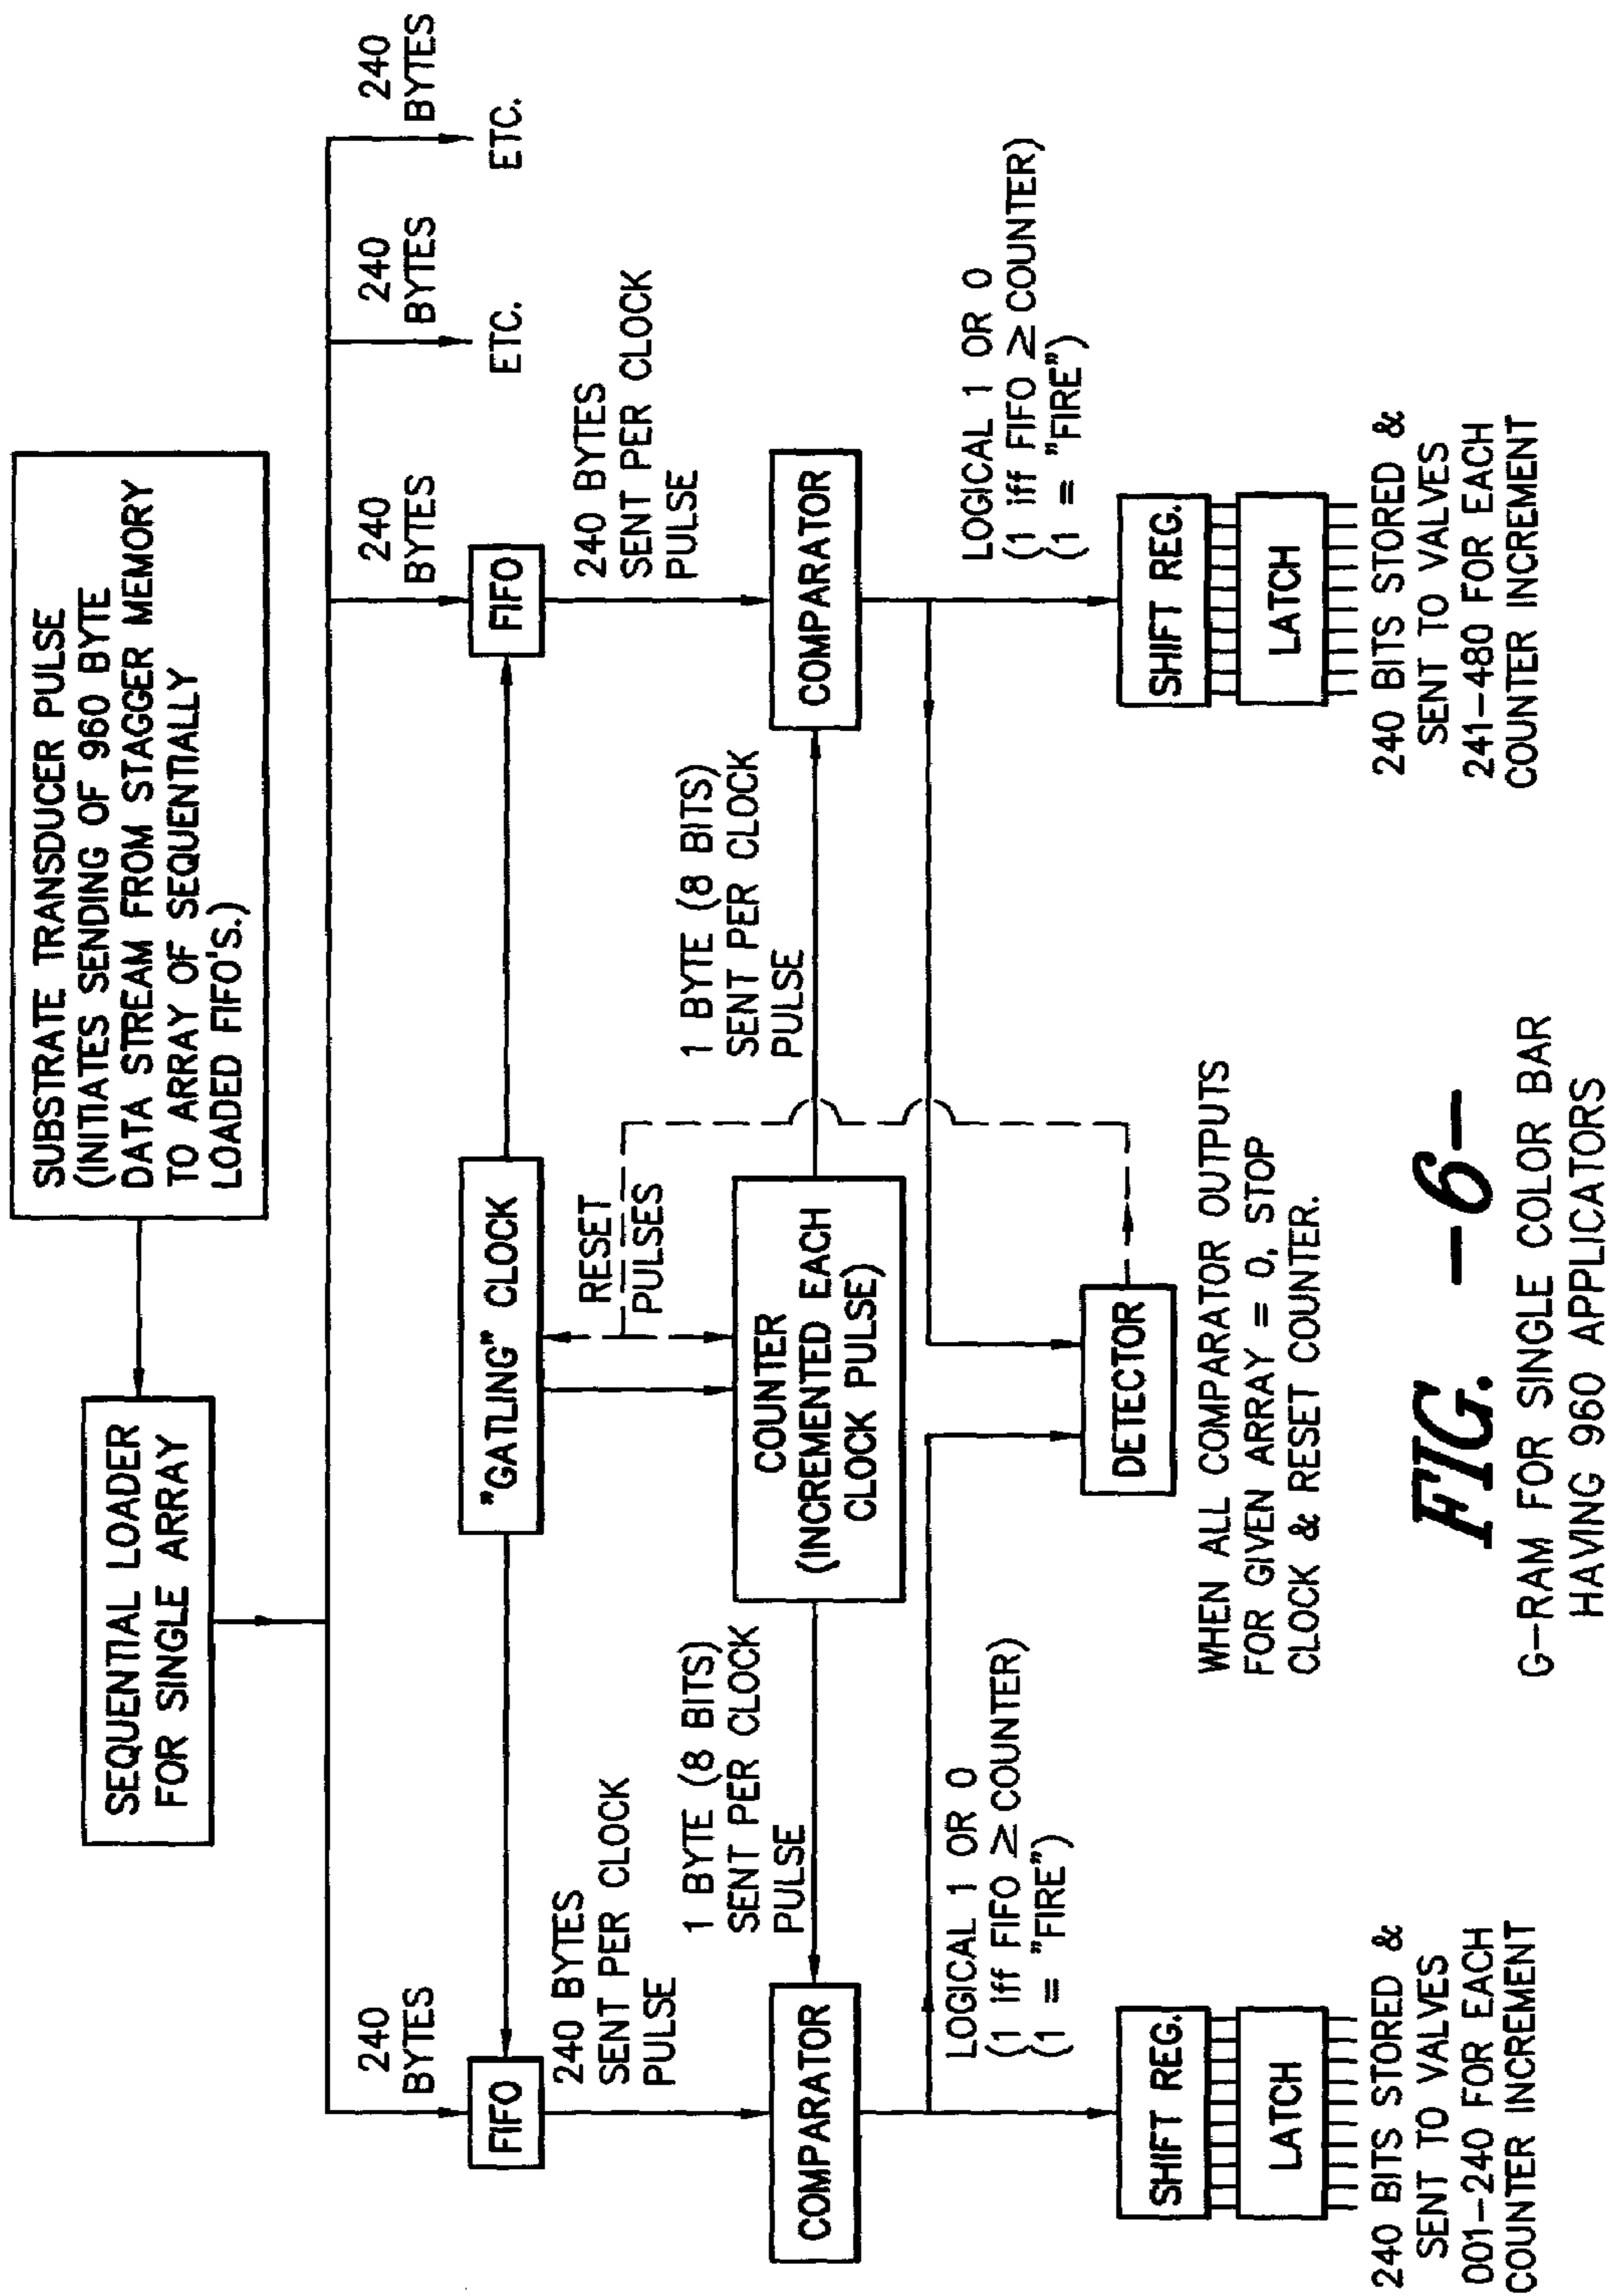 SUBSTRATE TRANSDUCER PULSE
(INITIATES SENDING OF 960 BYTE
DATA STREAM FROM STAGGER MEMORY
TO ARRAY OF SEQUENTIALLY
LOADED FIFO'S.)
SEQUENTIAL LOADER
FOR SINGLE ARRAY
240
BYTES
240
BYTES
240
BYTES
240
BYTES
FIFO
"GATLING" CLOCK
FIFO
ETC.
ETC.
240 BYTES
SENT PER CLOCK
PULSE
RESET
PULSES
240 BYTES
SENT PER CLOCK
PULSE
1 BYTE (8 BITS)
SENT PER CLOCK
PULSE
1 BYTE (8 BITS)
SENT PER CLOCK
PULSE
COMPARATOR
COUNTER
(INCREMENTED EACH
CLOCK PULSE)
COMPARATOR
LOGICAL 1 OR 0
(1 iff FIFO ≥ COUNTER)
(1 = "FIRE")
LOGICAL 1 OR 0
(1 iff FIFO ≥ COUNTER)
(1 = "FIRE")
SHIFT REG.
DETECTOR
SHIFT REG.
LATCH
LATCH
WHEN ALL COMPARATOR OUTPUTS
FOR GIVEN ARRAY = 0, STOP
CLOCK & RESET COUNTER.
240 BITS STORED &
SENT TO VALVES
001-240 FOR EACH
COUNTER INCREMENT
240 BITS STORED &
SENT TO VALVES
241-480 FOR EACH
COUNTER INCREMENT
FIG. -6-
G-RAM FOR SINGLE COLOR BAR
HAVING 960 APPLICATORS